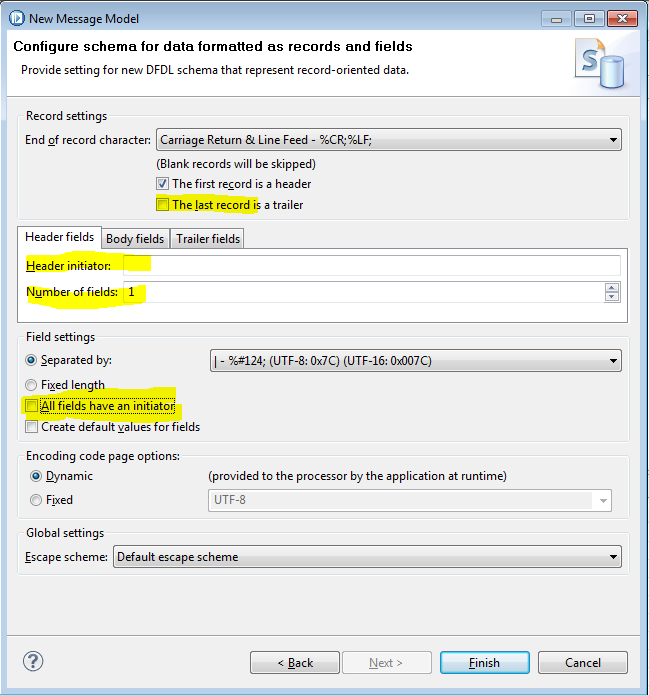 New Message Model
Configure schema for data formatted as records and fields
Provide setting for new DFDL schema that represent record-oriented data.
Record settings
End of record character: Carriage Return & Line Feed - %CR;%LF;
(Blank records will be skipped)
The first record is a header
The last record is a trailer
Header fields Body fields Trailer fields
Header initiator:
Number of fields: 1
Field settings
Separated by: | - %#124; (UTF-8: 0x7C) (UTF-16: 0x007C)
Fixed length
All fields have an initiator
Create default values for fields
Encoding code page options:
Dynamic (provided to the processor by the application at runtime)
Fixed UTF-8
Global settings
Escape scheme: Default escape scheme
? < Back Next > Finish Cancel